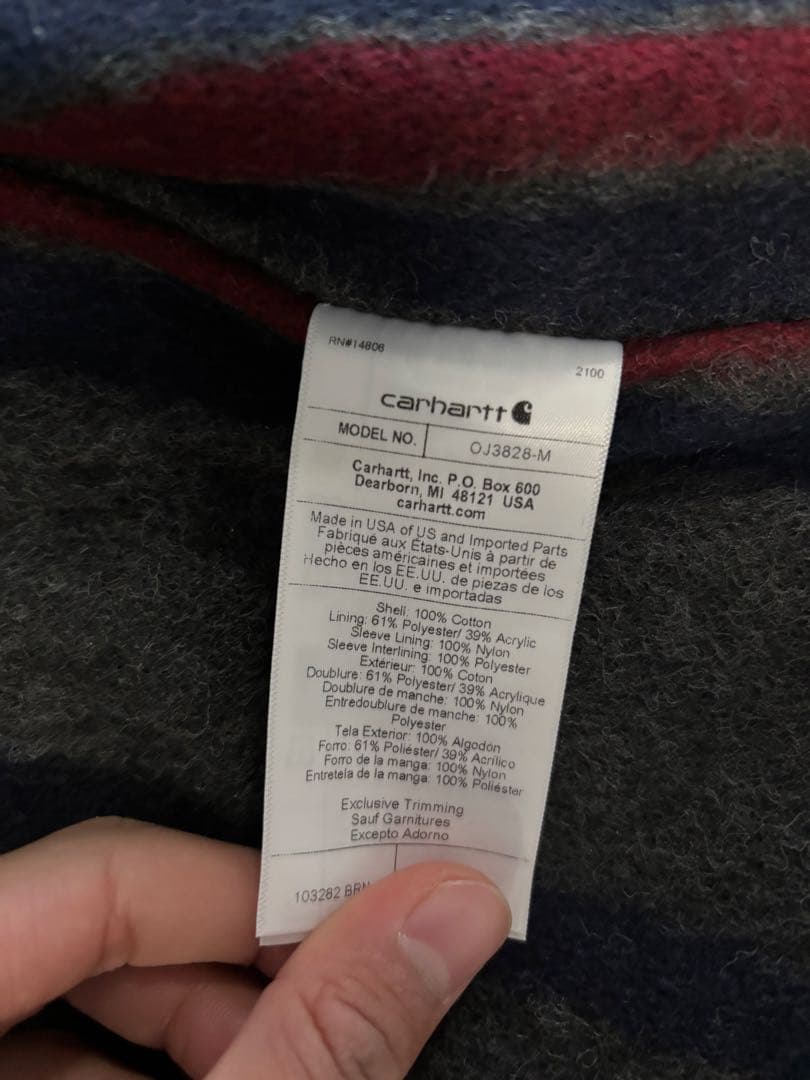 RN#14806
2100
carhartt
MODEL NO. OJ3828-M
Carhartt, Inc. P.O. Box 600
Dearborn, MI 48121 USA
carhartt.com
Made in USA of US and Imported Parts
Fabriqué aux États-Unis à partir de
pièces américaines et importées
Hecho en los EE.UU. de piezas de los
EE.UU. e importadas
Shell: 100% Cotton
Lining: 61% Polyester/ 39% Acrylic
Sleeve Lining: 100% Nylon
Sleeve Interlining: 100% Polyester
Extérieur: 100% Coton
Doublure: 61% Polyester/ 39% Acrylique
Doublure de manche: 100% Nylon
Entredoublure de manche: 100%
Polyester
Tela Exterior: 100% Algodón
Forro: 61% Poliéster/ 39% Acrílico
Forro de la manga: 100% Nylon
Entretela de la manga: 100% Poliéster
Exclusive Trimming
Sauf Garnitures
Excepto Adorno
103282 BRN